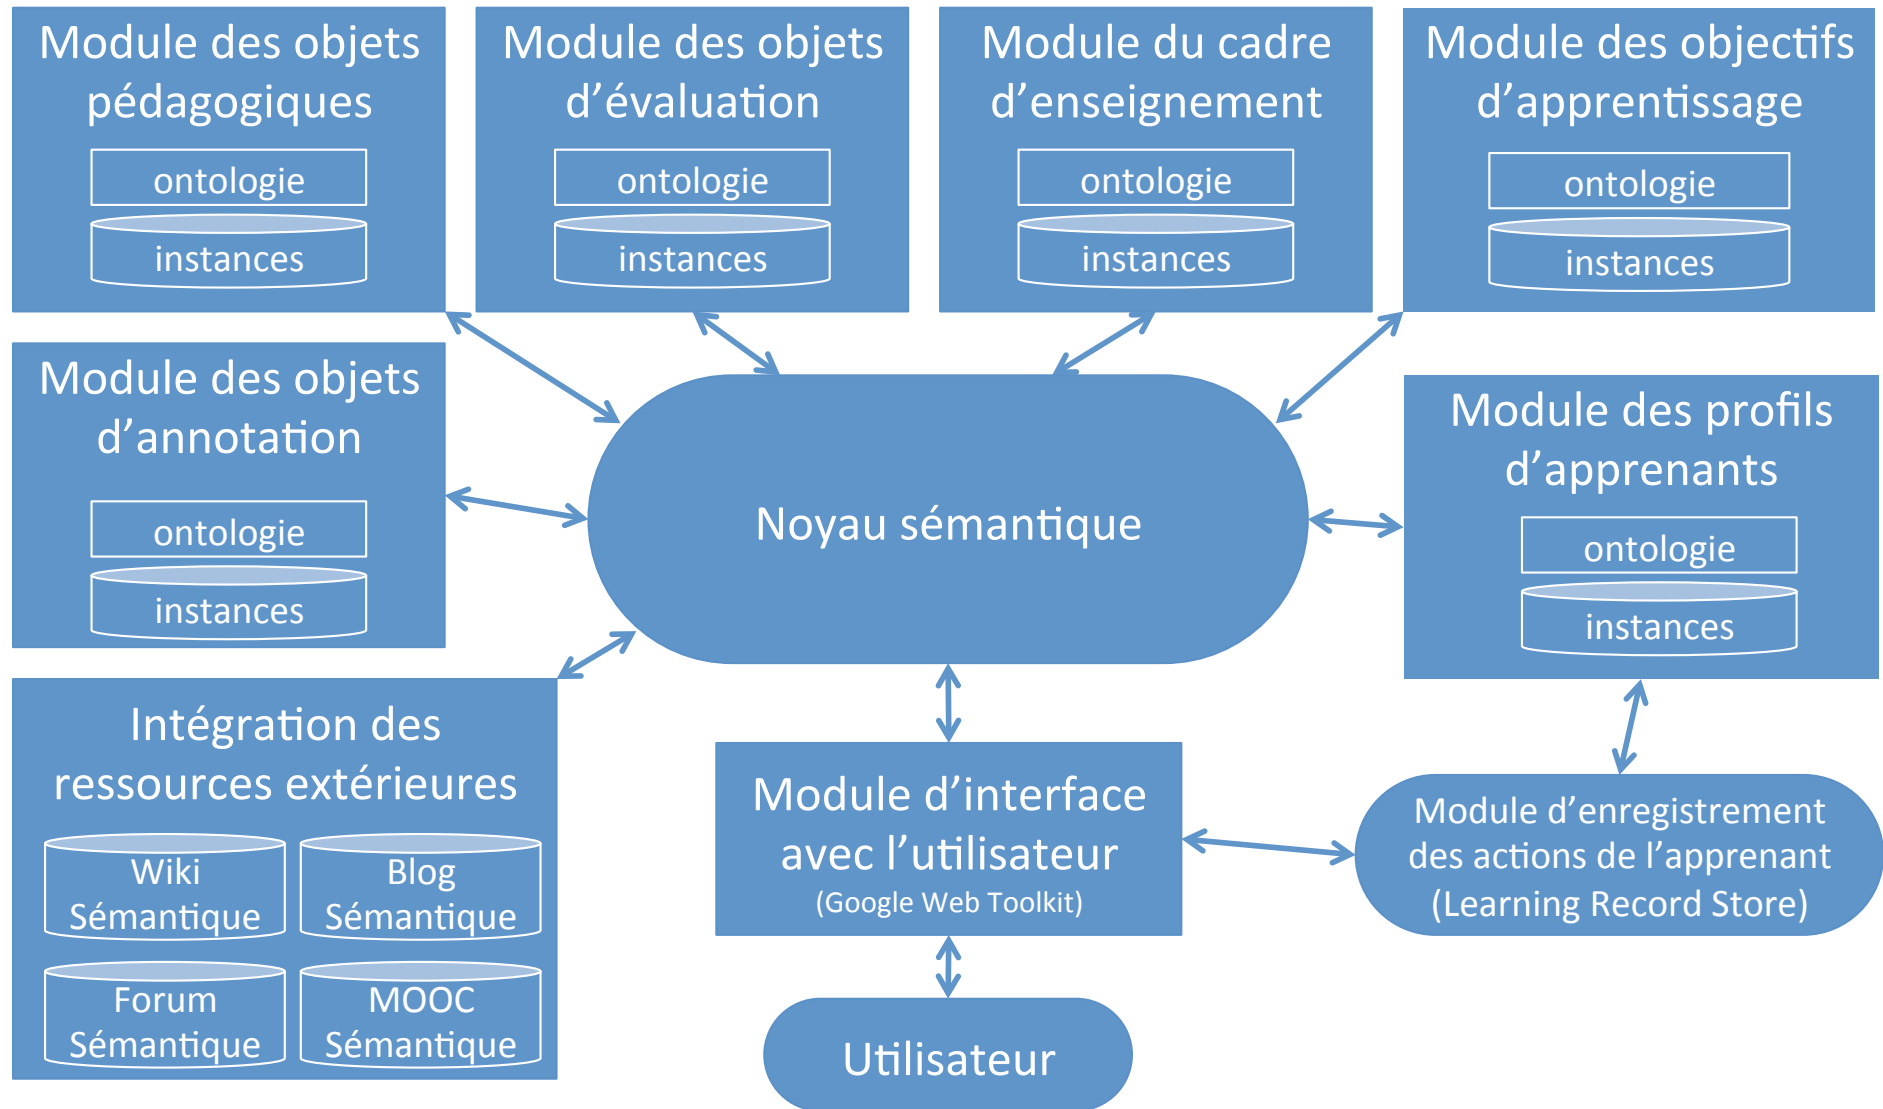 Module des objets
pédagogiques
ontologie
instances
Module des objets
d’évaluation
ontologie
instances
Module du cadre
d’enseignement
ontologie
instances
Module des objectifs
d’apprentissage
ontologie
instances
Module des objets
d’annotation
ontologie
instances
Noyau sémantique
Module des profils
d’apprenants
ontologie
instances
Intégration des
ressources extérieures
Wiki
Sémantique
Blog
Sémantique
Forum
Sémantique
MOOC
Sémantique
Module d’interface
avec l’utilisateur
(Google Web Toolkit)
Module d’enregistrement
des actions de l’apprenant
(Learning Record Store)
Utilisateur